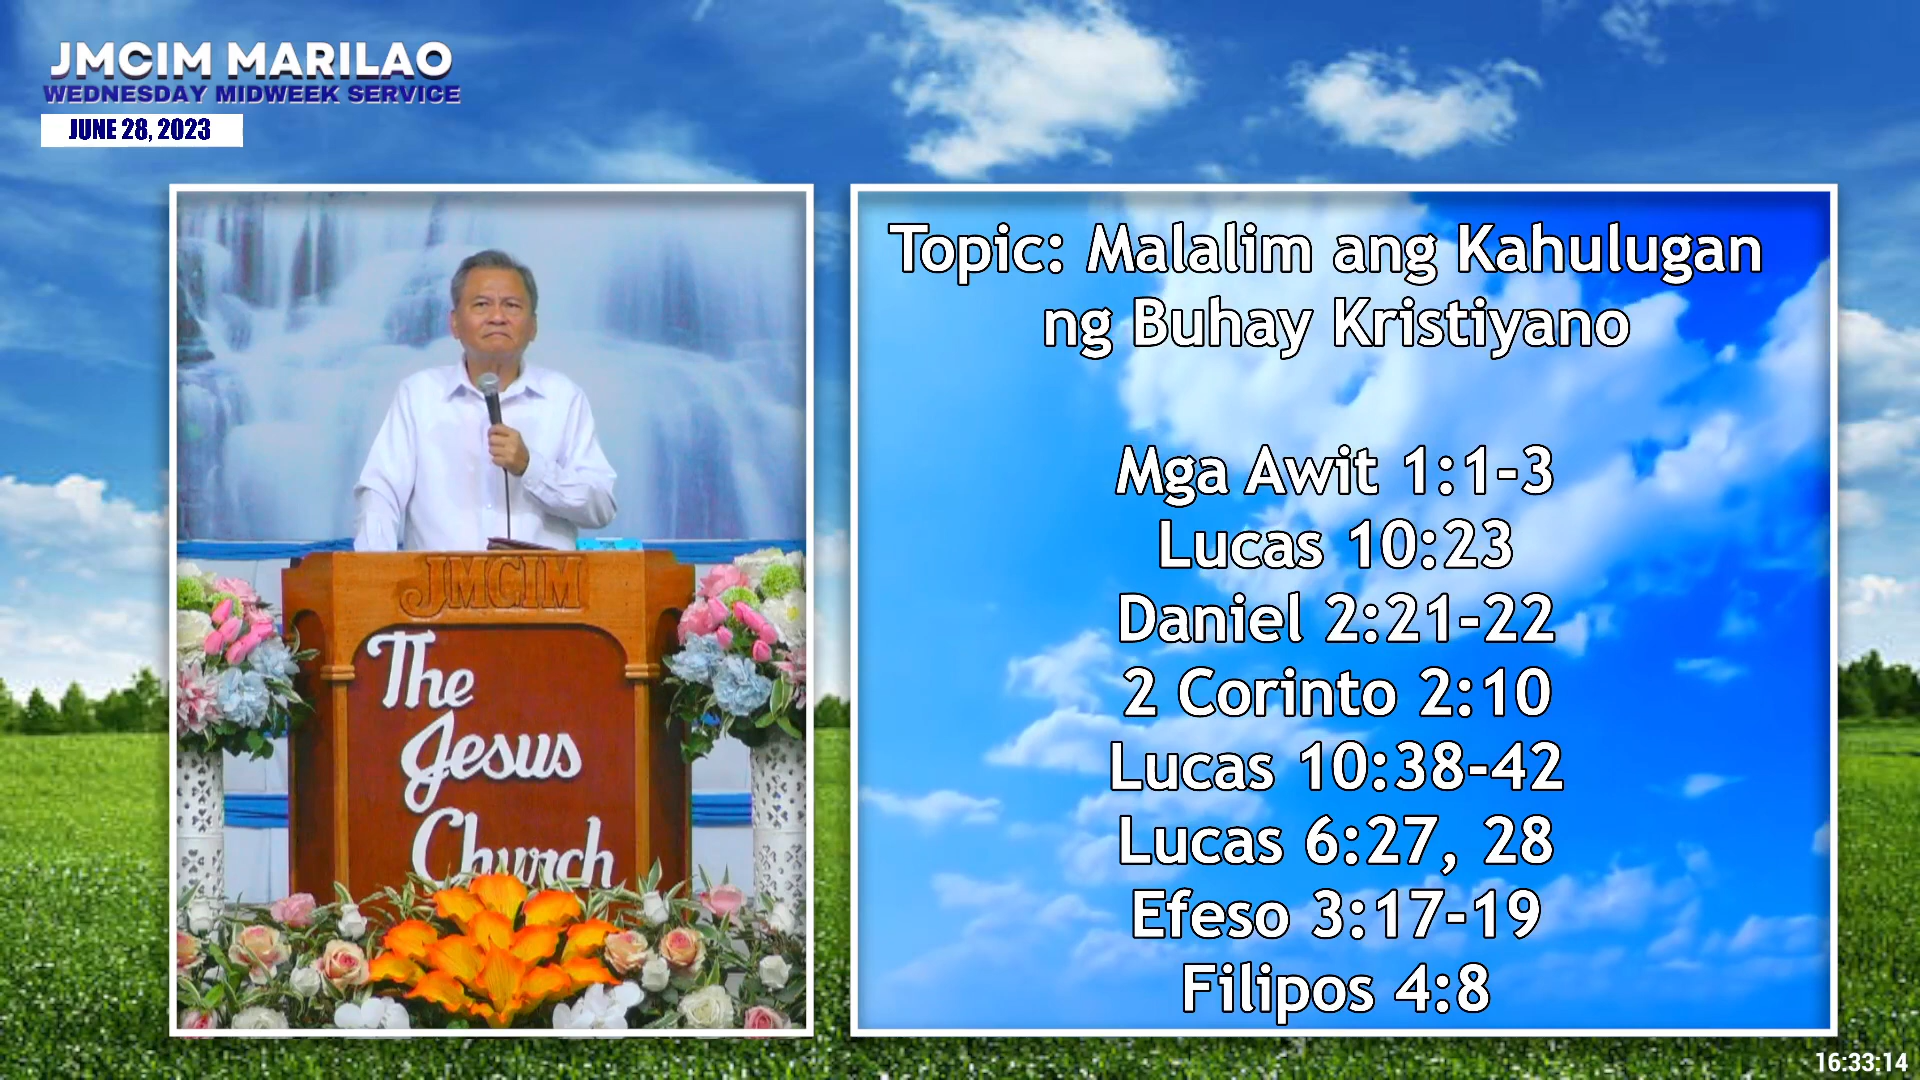 JMCIM MARILAO
WEDNESDAY MIDWEEK SERVICE
JUNE 28, 2023
JMCIM
The
Jesus
Church
Topic: Malalim ang Kahulugan
ng Buhay Kristiyano
Mga Awit 1:1-3
Lucas 10:23
Daniel 2:21-22
2 Corinto 2:10
Lucas 10:38-42
Lucas 6:27, 28
Efeso 3:17-19
Filipos 4:8
16:33:14